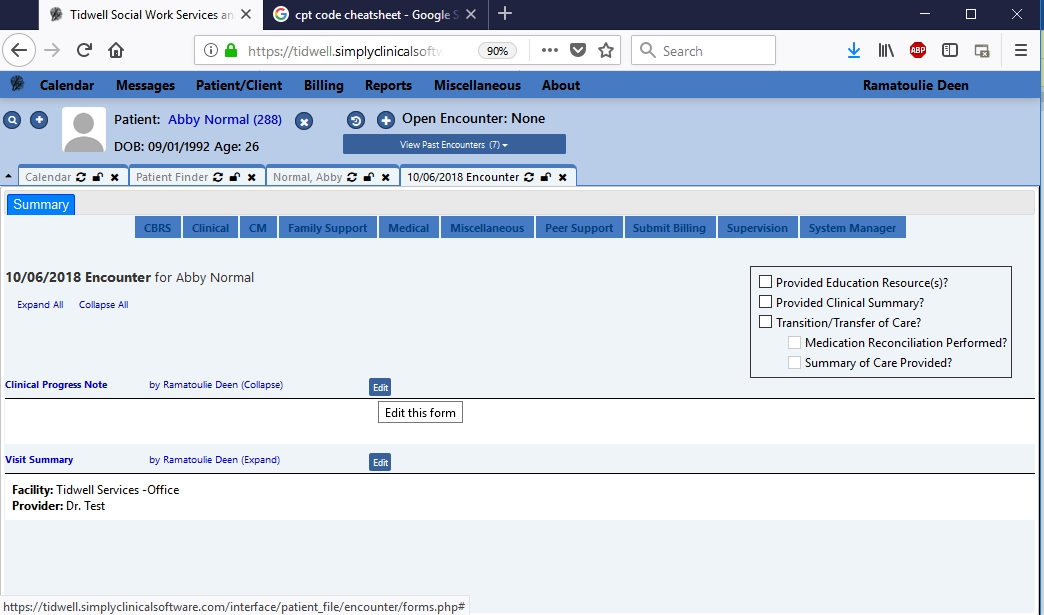 Tidwell Social Work Services an
cpt code cheatsheet - Google S
https://tidwell.simplyclinicalsoftw
90%
Search
ABP
Calendar Messages Patient/Client Billing Reports Miscellaneous About Ramatoulie Deen
Patient: Abby Normal (288)
DOB: 09/01/1992 Age: 26
Open Encounter: None
View Past Encounters (7)
Calendar Patient Finder Normal, Abby 10/06/2018 Encounter
Summary
CBRS Clinical CM Family Support Medical Miscellaneous Peer Support Submit Billing Supervision System Manager
10/06/2018 Encounter for Abby Normal
Expand All Collapse All
Provided Education Resource(s)?
Provided Clinical Summary?
Transition/Transfer of Care?
Medication Reconciliation Performed?
Summary of Care Provided?
Clinical Progress Note by Ramatoulie Deen (Collapse) Edit
Edit this form
Visit Summary by Ramatoulie Deen (Expand) Edit
Facility: Tidwell Services -Office
Provider: Dr. Test
https://tidwell.simplyclinicalsoftware.com/interface/patient_file/encounter/forms.php#